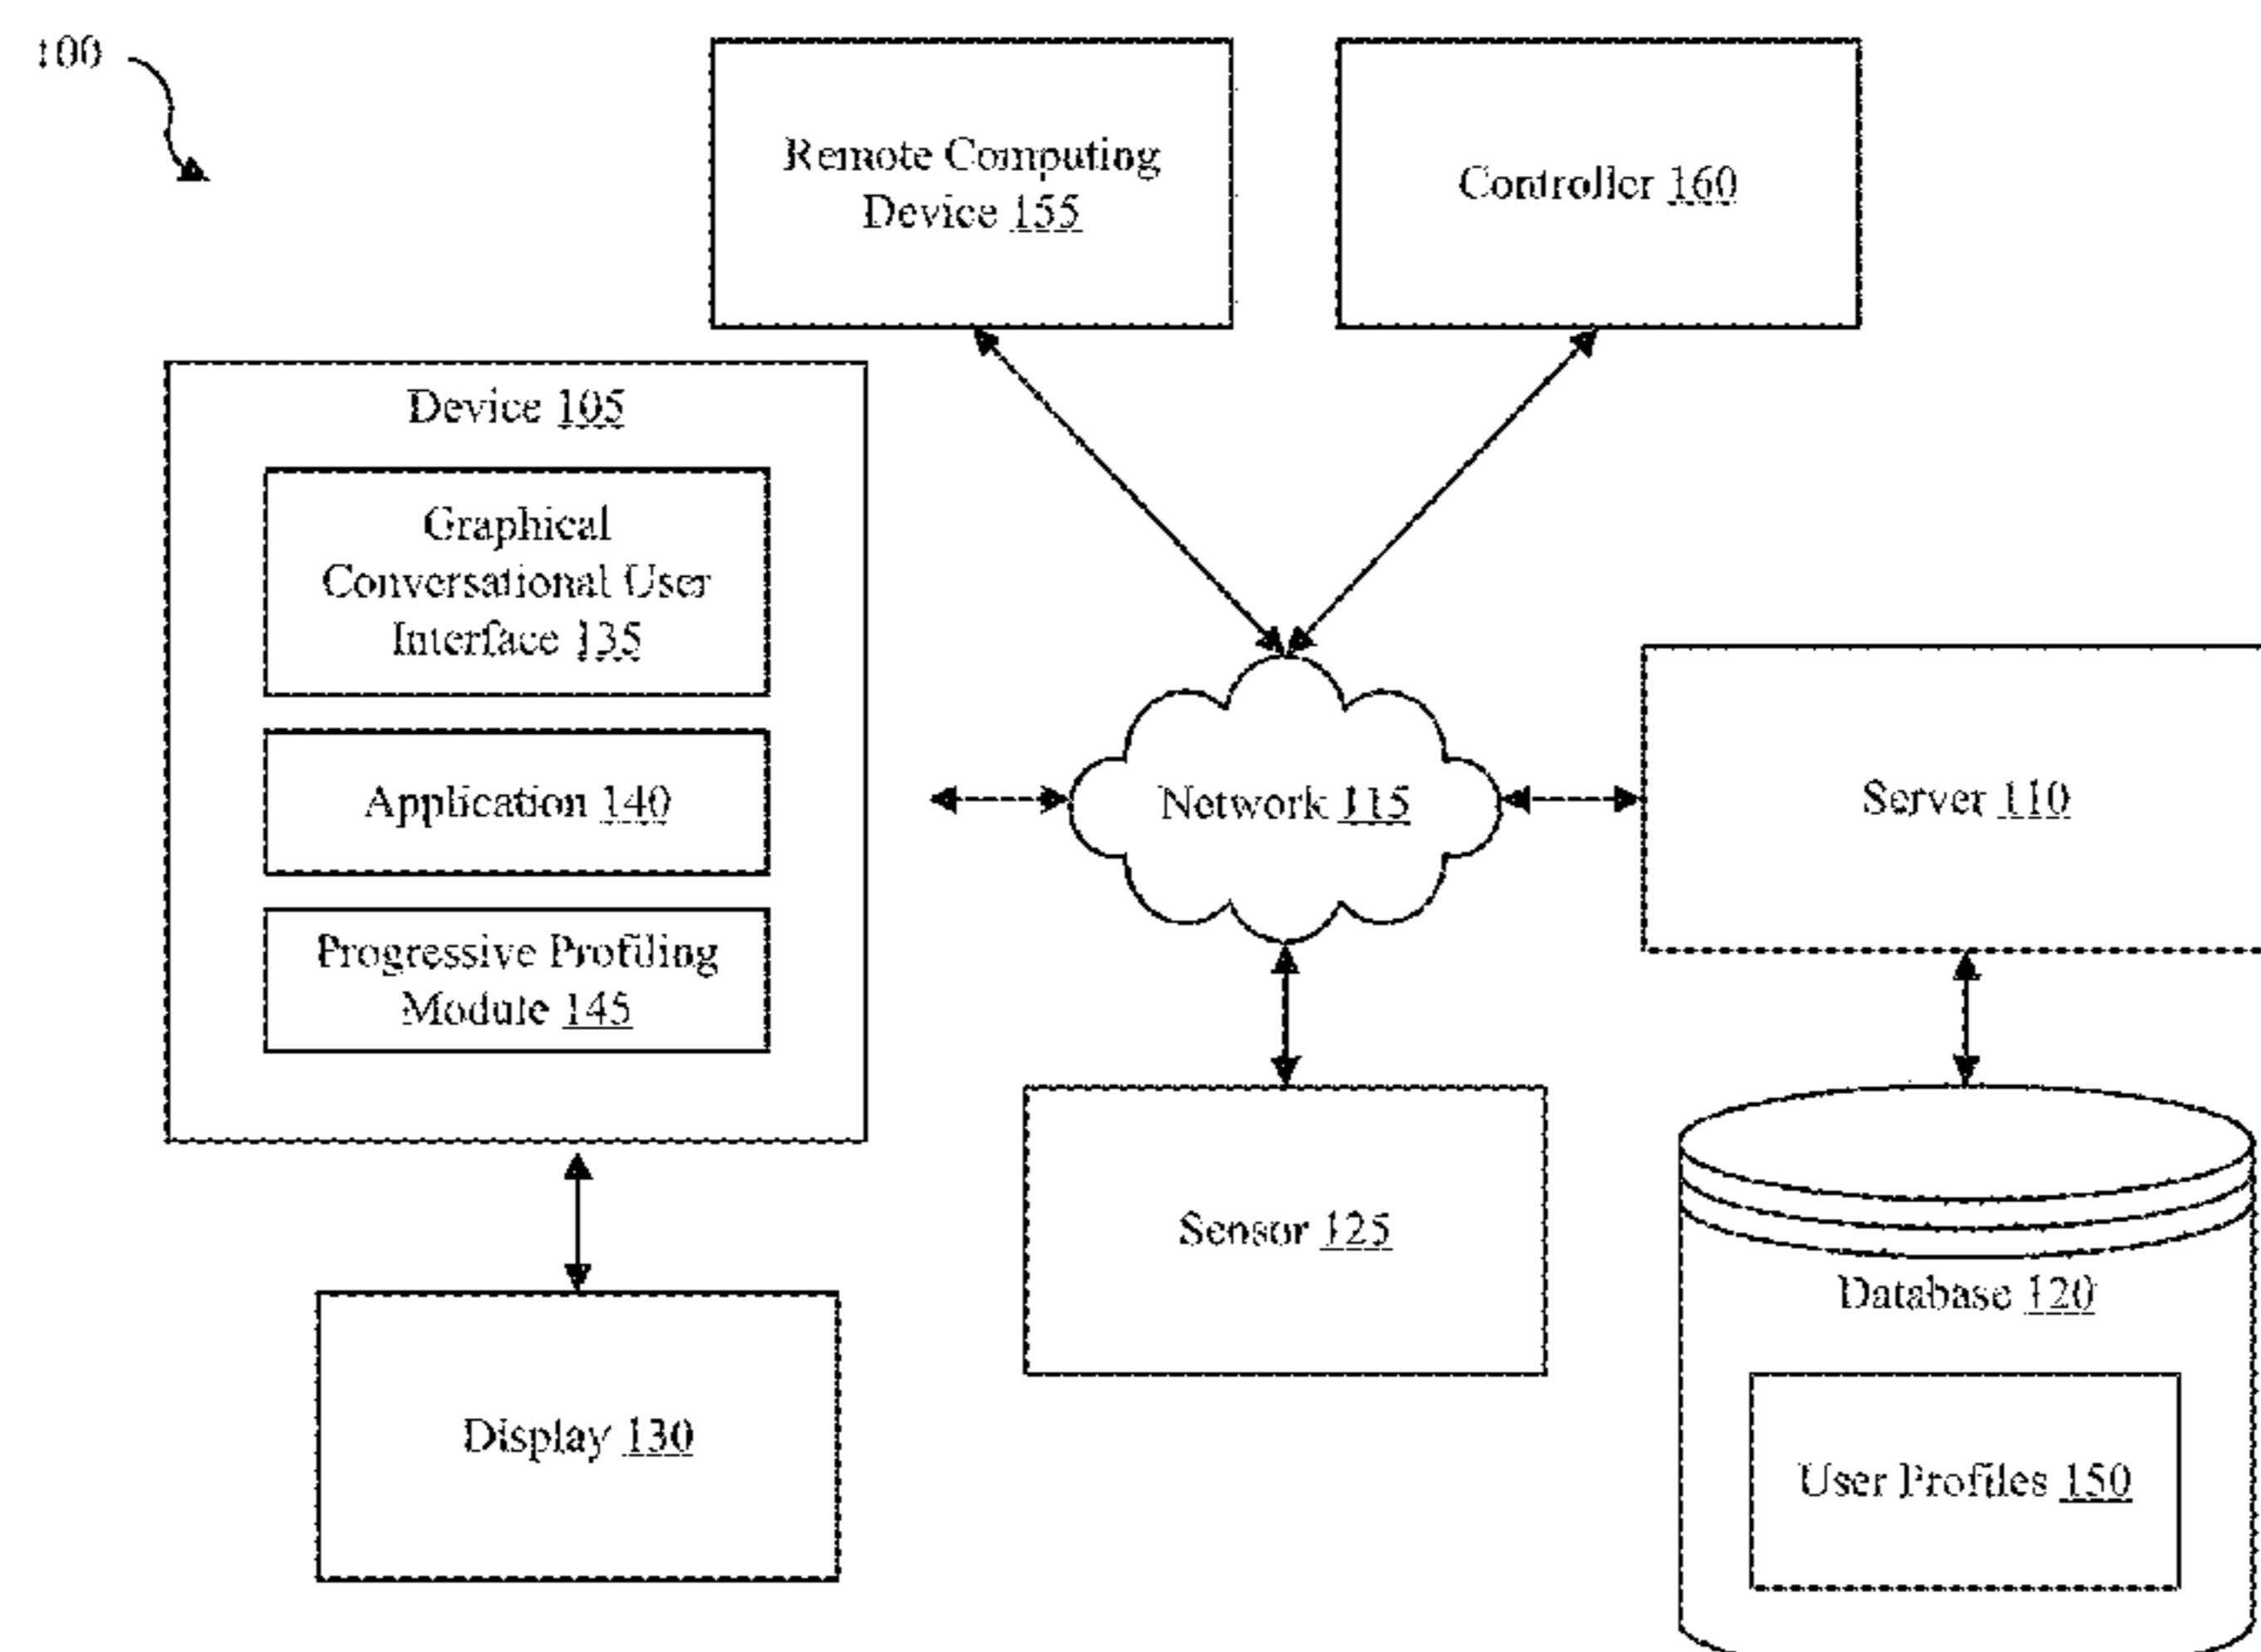 100
Remote Computing
Device 155
Controller 160
Device 105
Graphical
Conversational User
Interface 135
Application 140
Progressive Profiling
Module 145
Network 115
Server 110
Sensor 125
Display 130
Database 120
User Profiles 150